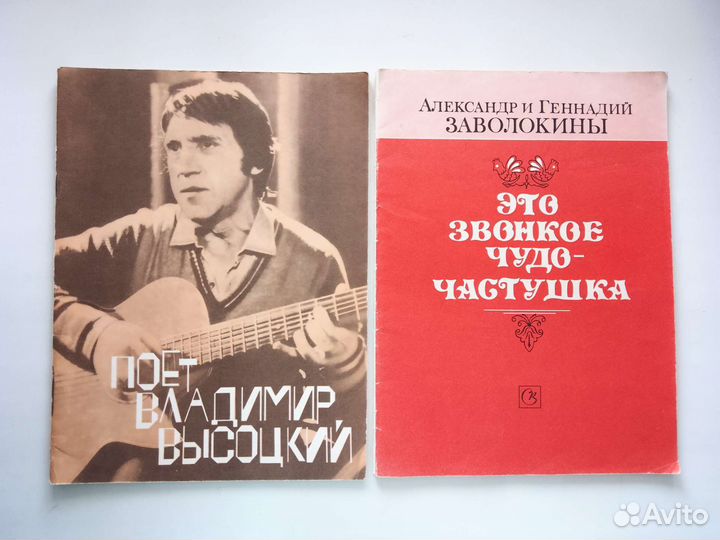 ПОЕТ
ВЛАДИМИР
ВЫСОЦКИЙ
АЛЕКСАНДР И ГЕННАДИЙ
ЗАВОЛОКИНЫ
ЭТО
ЗВОНКОЕ
ЧУДО-
ЧАСТУШКА
Avito